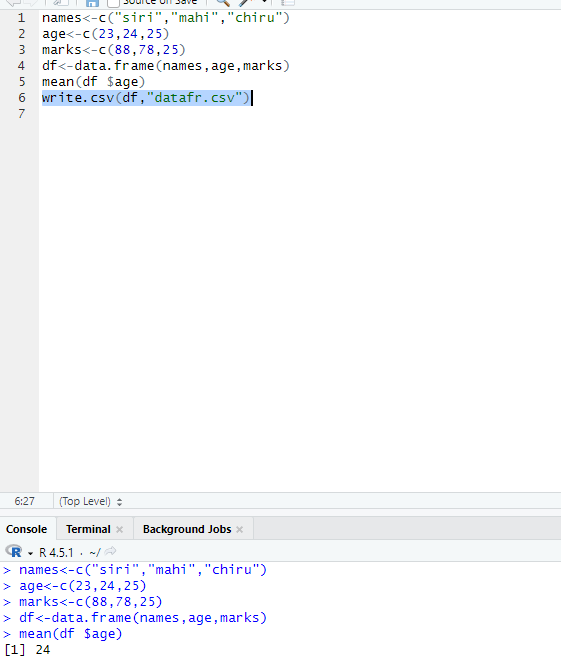 Source on Save
1 names<-c("siri","mahi","chiru")
2 age<-c(23,24,25)
3 marks<-c(88,78,25)
4 df<-data.frame(names,age,marks)
5 mean(df $age)
6 write.csv(df,"datafr.csv")
7
6:27 (Top Level)
Console Terminal Background Jobs
R 4.5.1 · ~/
> names<-c("siri","mahi","chiru")
> age<-c(23,24,25)
> marks<-c(88,78,25)
> df<-data.frame(names,age,marks)
> mean(df $age)
[1] 24